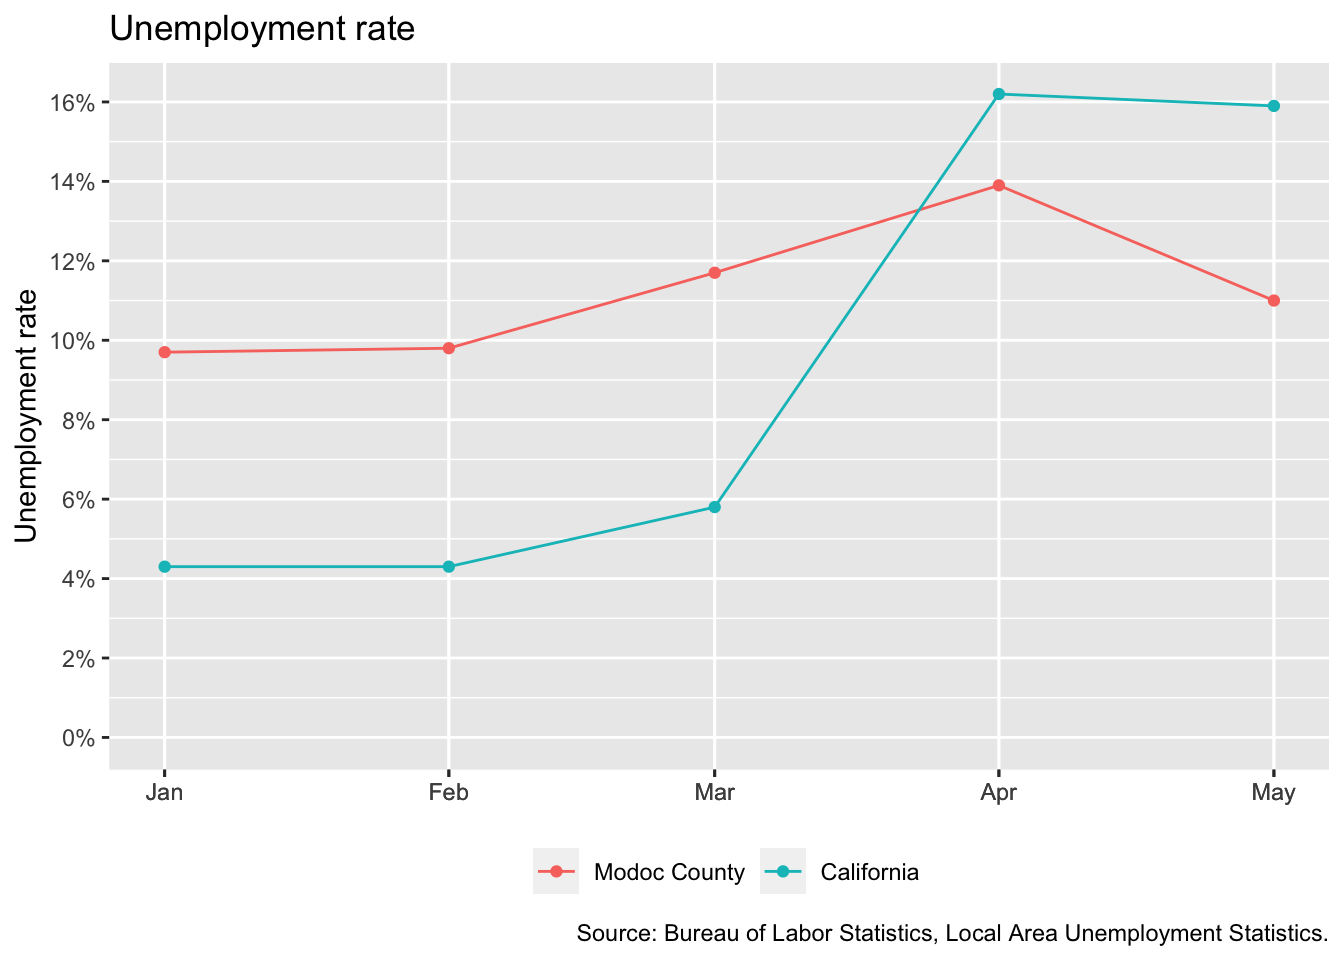 Unemployment rate
Unemployment rate
16%
14%
12%
10%
8%
6%
4%
2%
0%
Jan Feb Mar Apr May
Modoc County California
Source: Bureau of Labor Statistics, Local Area Unemployment Statistics.